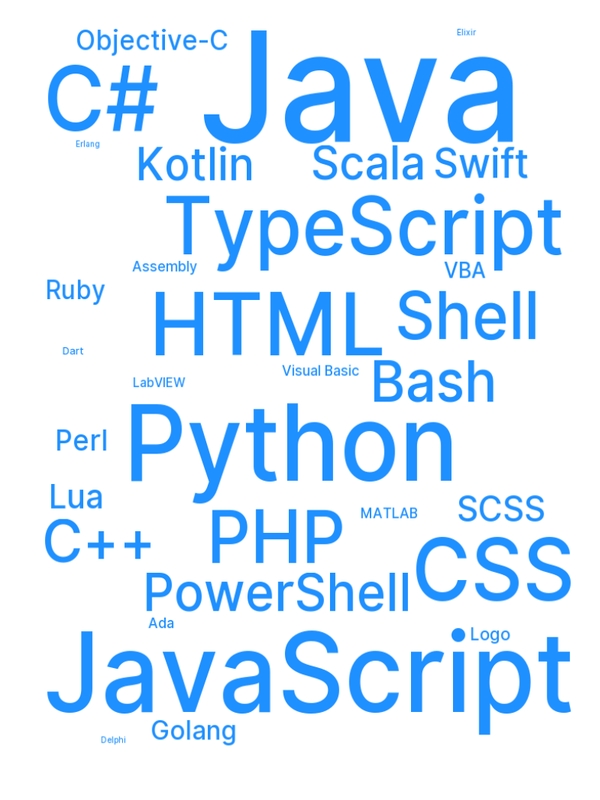 Elixir
Objective-C
Java
C#
Erlang
Kotlin
Scala
Swift
TypeScript
Assembly
VBA
Ruby
HTML
Shell
Dart
Visual Basic
Bash
LabVIEW
Python
Perl
Lua
SCSS
MATLAB
PHP
C++
CSS
PowerShell
Ada
Logo
JavaScript
Golang
Delphi